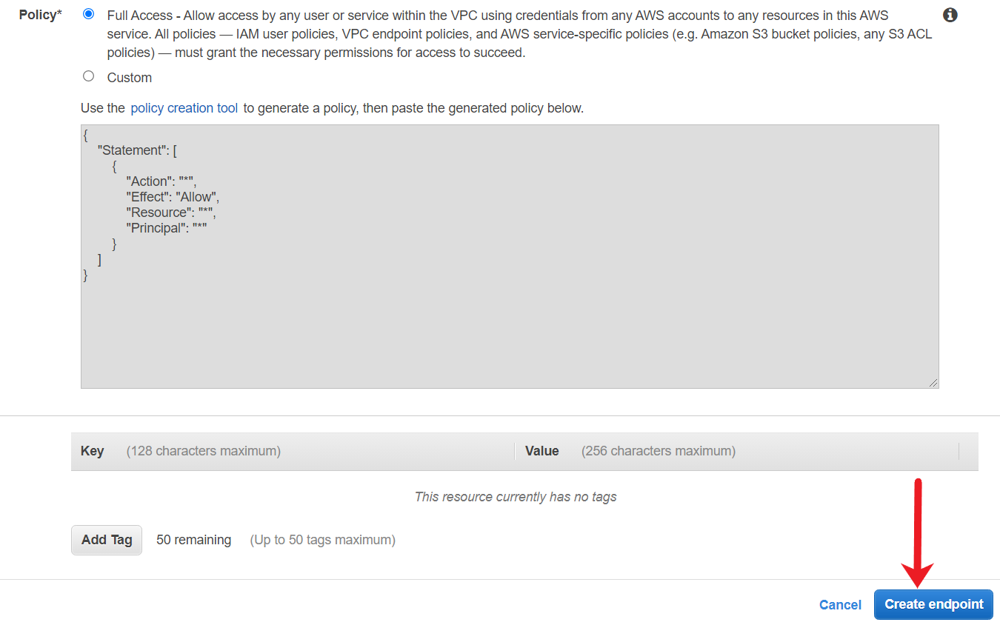 Policy* Full Access - Allow access by any user or service within the VPC using credentials from any AWS accounts to any resources in this AWS
service. All policies — IAM user policies, VPC endpoint policies, and AWS service-specific policies (e.g. Amazon S3 bucket policies, any S3 ACL
policies) — must grant the necessary permissions for access to succeed.
Custom
Use the policy creation tool to generate a policy, then paste the generated policy below.
{
"Statement": [
{
"Action": "*",
"Effect": "Allow",
"Resource": "*",
"Principal": "*"
}
]
}
Key (128 characters maximum) Value (256 characters maximum)
This resource currently has no tags
Add Tag 50 remaining (Up to 50 tags maximum)
Cancel Create endpoint